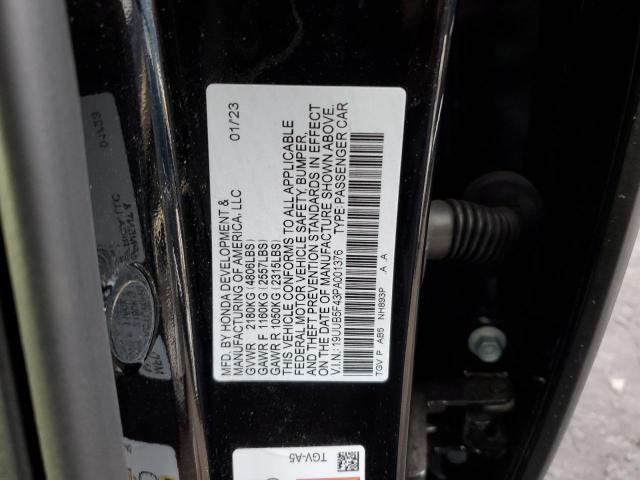 MFD. BY HONDA DEVELOPMENT &
MANUFACTURING OF AMERICA, LLC 01/23
GVWR 2180KG(4806LBS)
GAWR F 1160KG(2557LBS)
GAWR R 1050KG(2315LBS)
THIS VEHICLE CONFORMS TO ALL APPLICABLE
FEDERAL MOTOR VEHICLE SAFETY, BUMPER,
AND THEFT PREVENTION STANDARDS IN EFFECT
ON THE DATE OF MANUFACTURE SHOWN ABOVE.
V.I.N.: 19UUB5F43PA001376 TYPE: PASSENGER CAR
TGV P AB5 NH893P A A
TGV-A5